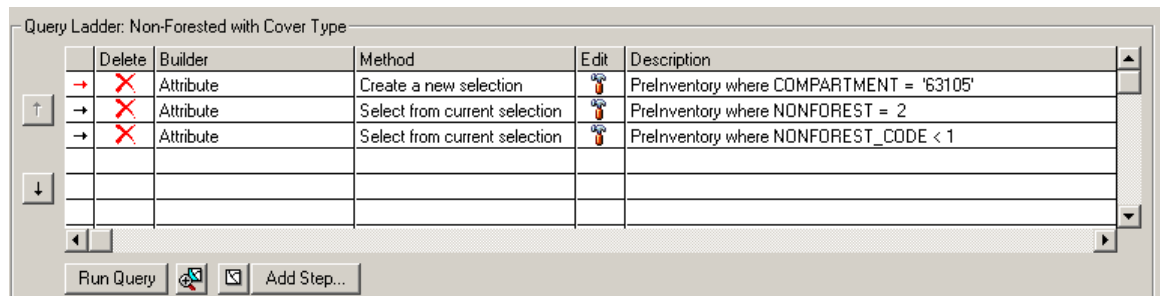 Query Ladder: Non-Forested with Cover Type
Delete Builder Method Edit Description
Attribute Create a new selection PreInventory where COMPARTMENT = '63105'
Attribute Select from current selection PreInventory where NONFOREST = 2
Attribute Select from current selection PreInventory where NONFOREST_CODE < 1
Run Query Add Step...